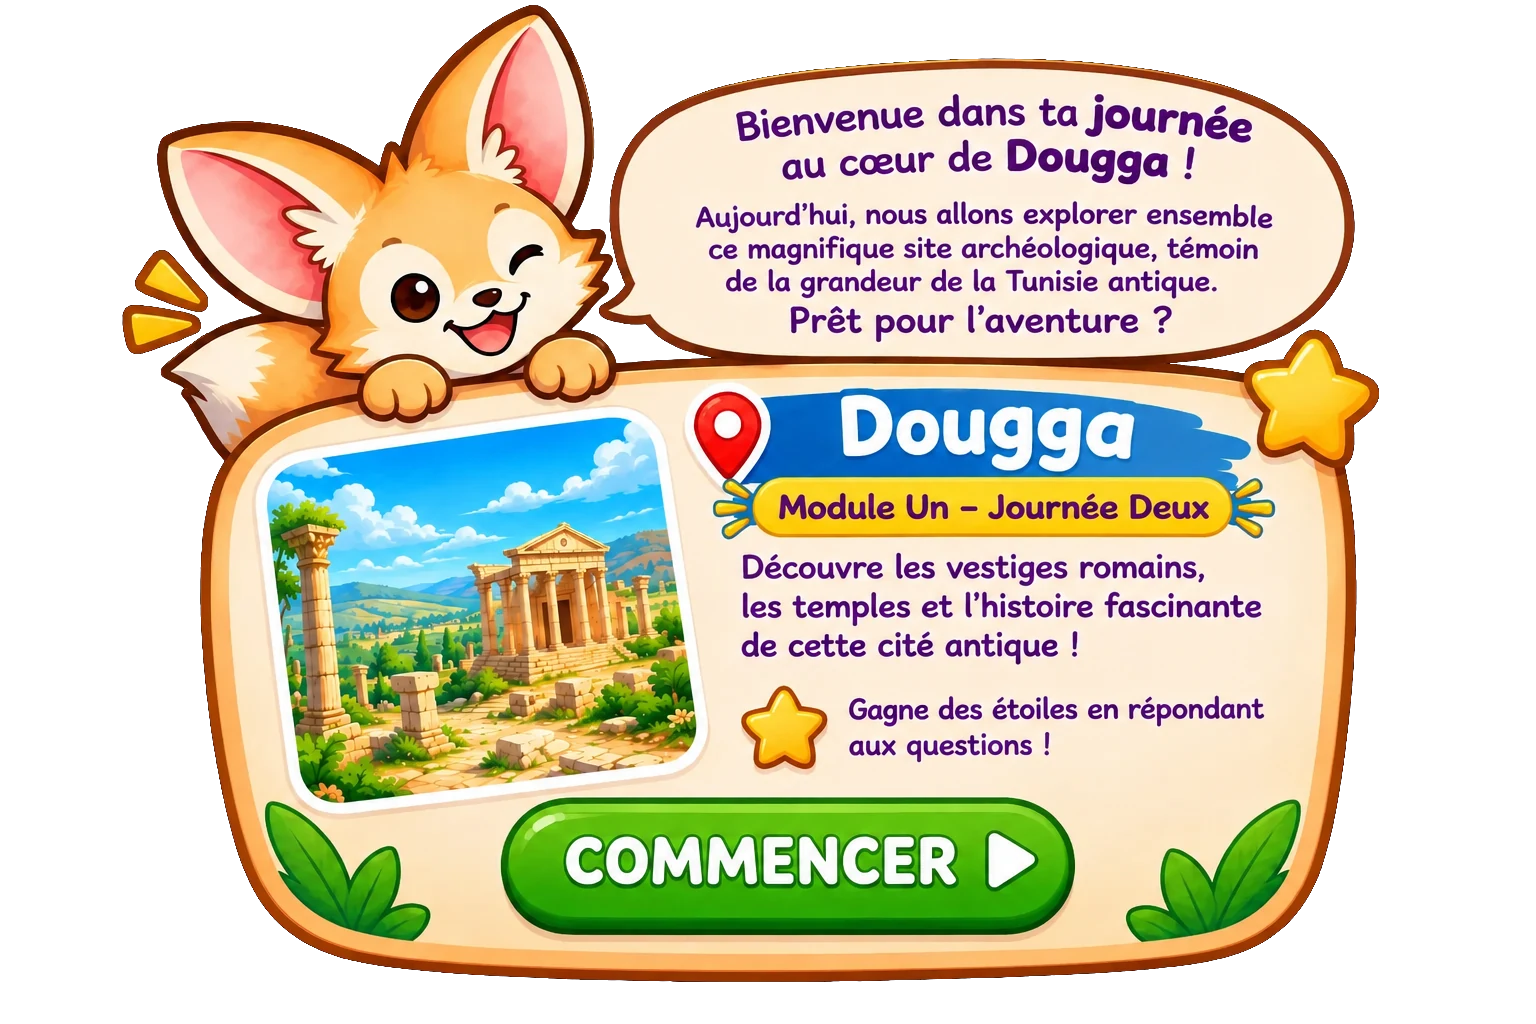 Bienvenue dans ta journée
au cœur de Dougga !
Aujourd'hui, nous allons explorer ensemble
ce magnifique site archéologique, témoin
de la grandeur de la Tunisie antique.
Prêt pour l'aventure ?
Dougga
Module Un – Journée Deux
Découvre les vestiges romains,
les temples et l'histoire fascinante
de cette cité antique !
Gagne des étoiles en répondant
aux questions !
COMMENCER